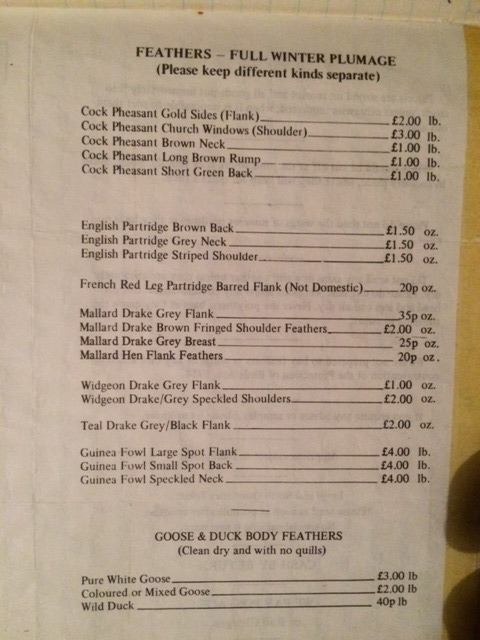 FEATHERS – FULL WINTER PLUMAGE
(Please keep different kinds separate)
Cock Pheasant Gold Sides (Flank) £2.00 lb.
Cock Pheasant Church Windows (Shoulder) £3.00 lb.
Cock Pheasant Brown Neck £1.00 lb.
Cock Pheasant Long Brown Rump £1.00 lb.
Cock Pheasant Short Green Back £1.00 lb.
English Partridge Brown Back £1.50 oz.
English Partridge Grey Neck £1.50 oz.
English Partridge Striped Shoulder £1.50 oz.
French Red Leg Partridge Barred Flank (Not Domestic) 20p oz.
Mallard Drake Grey Flank 35p oz.
Mallard Drake Brown Fringed Shoulder Feathers £2.00 oz.
Mallard Drake Grey Breast 25p oz.
Mallard Hen Flank Feathers 20p oz.
Widgeon Drake Grey Flank £1.00 oz.
Widgeon Drake/Grey Speckled Shoulders £2.00 oz.
Teal Drake Grey/Black Flank £2.00 oz.
Guinea Fowl Large Spot Flank £4.00 lb.
Guinea Fowl Small Spot Back £4.00 lb.
Guinea Fowl Speckled Neck £4.00 lb.
GOOSE & DUCK BODY FEATHERS
(Clean dry and with no quills)
Pure White Goose £3.00 lb
Coloured or Mixed Goose £2.00 lb
Wild Duck 40p lb